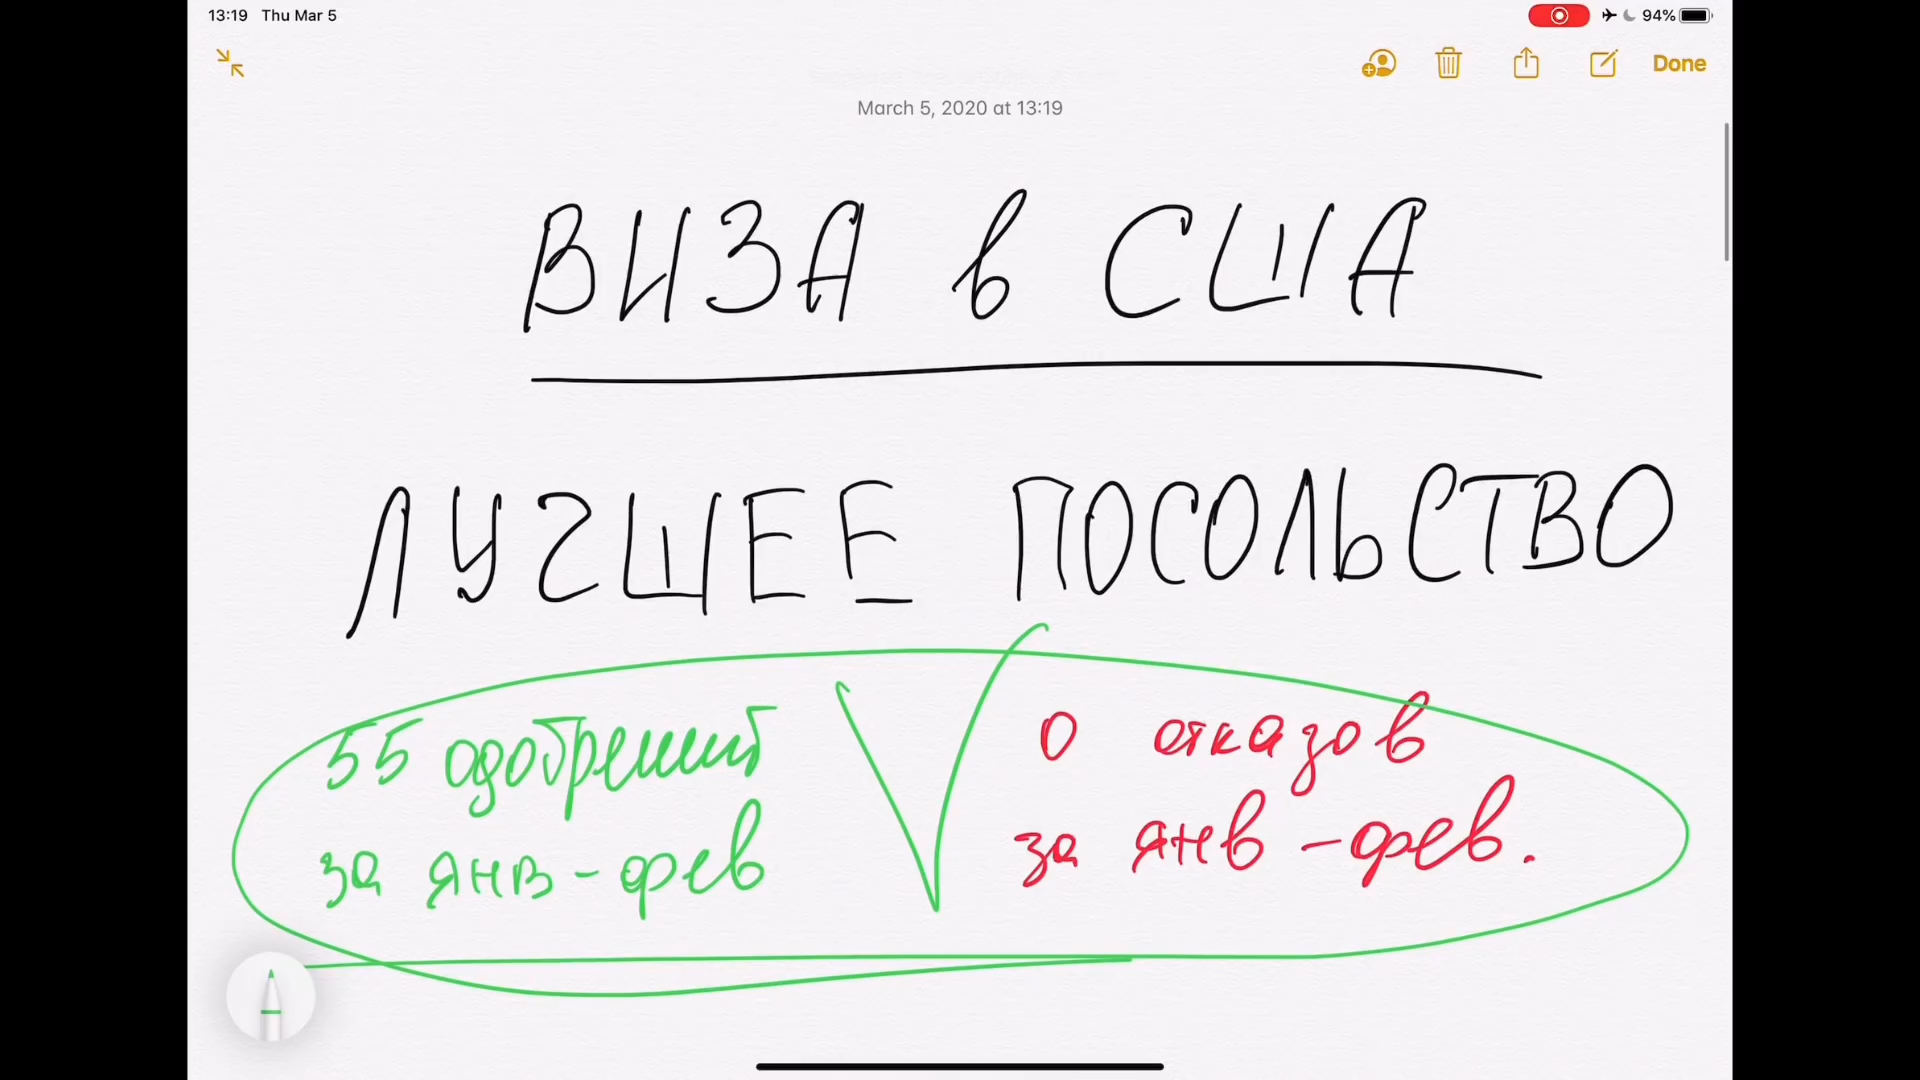 13:19 Thu Mar 5 94%
Done
March 5, 2020 at 13:19
ВИЗА в США
ЛУЧШЕЕ ПОСОЛЬСТВО
55 одобрений 0 отказов
за янв-фев за янв-фев.